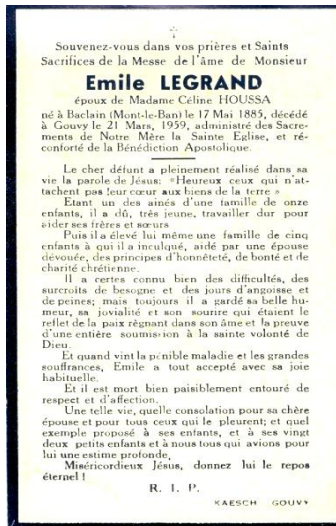 Souvenez-vous dans vos prières et Saints
Sacrifices de la Messe de l'âme de Monsieur
Emile LEGRAND
époux de Madame Céline HOUSSA
né à Baclain (Mont-le-Ban) le 17 Mai 1885, décédé
à Gouvy le 21 Mars, 1959, administré des Sacre-
ments de Notre Mère la Sainte Eglise, et ré-
conforté de la Bénédiction Apostolique.
Le cher défunt a pleinement réalisé dans sa
vie la parole de Jésus: "Heureux ceux qui n'at-
tachent pas leur cœur aux biens de la terre »
Etant un des ainés d'une famille de onze
enfants, il a dû, très jeune, travailler dur pour
aider ses frères et sœurs
Puis il a élevé lui même une famille de cinq
enfants à qui il a inculqué, aidé par une épouse
dévouée, des principes d'honnêteté, de bonté et de
charité chrétienne.
Il a certes connu bien des difficultés, des
surcroits de besogne et des jours d'angoisse et
de peines; mais toujours il a gardé sa belle hu-
meur, sa jovialité et son sourire qui étaient le
reflet de la paix règnant dans son âme et la preuve
d'une entière soumission à la sainte volonté de
Dieu.
Et quand vint la pénible maladie et les grandes
souffrances, Emile a tout accepté avec sa joie
habituelle.
Et il est mort bien paisiblement entouré de
respect et d'affection.
Une telle vie, quelle consolation pour sa chère
épouse et pour tous ceux qui le pleurent; et quel
exemple proposé à ses enfants, et à ses vingt
deux petits enfants et à nous tous qui avions pour
lui une estime profonde.
Miséricordieux Jésus, donnez lui le repos
éternel !
R. I. P.
KAESCH GOUVY